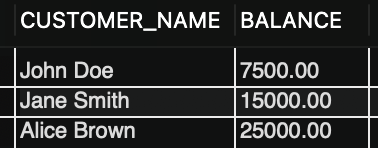 CUSTOMER_NAME BALANCE
John Doe 7500.00
Jane Smith 15000.00
Alice Brown 25000.00